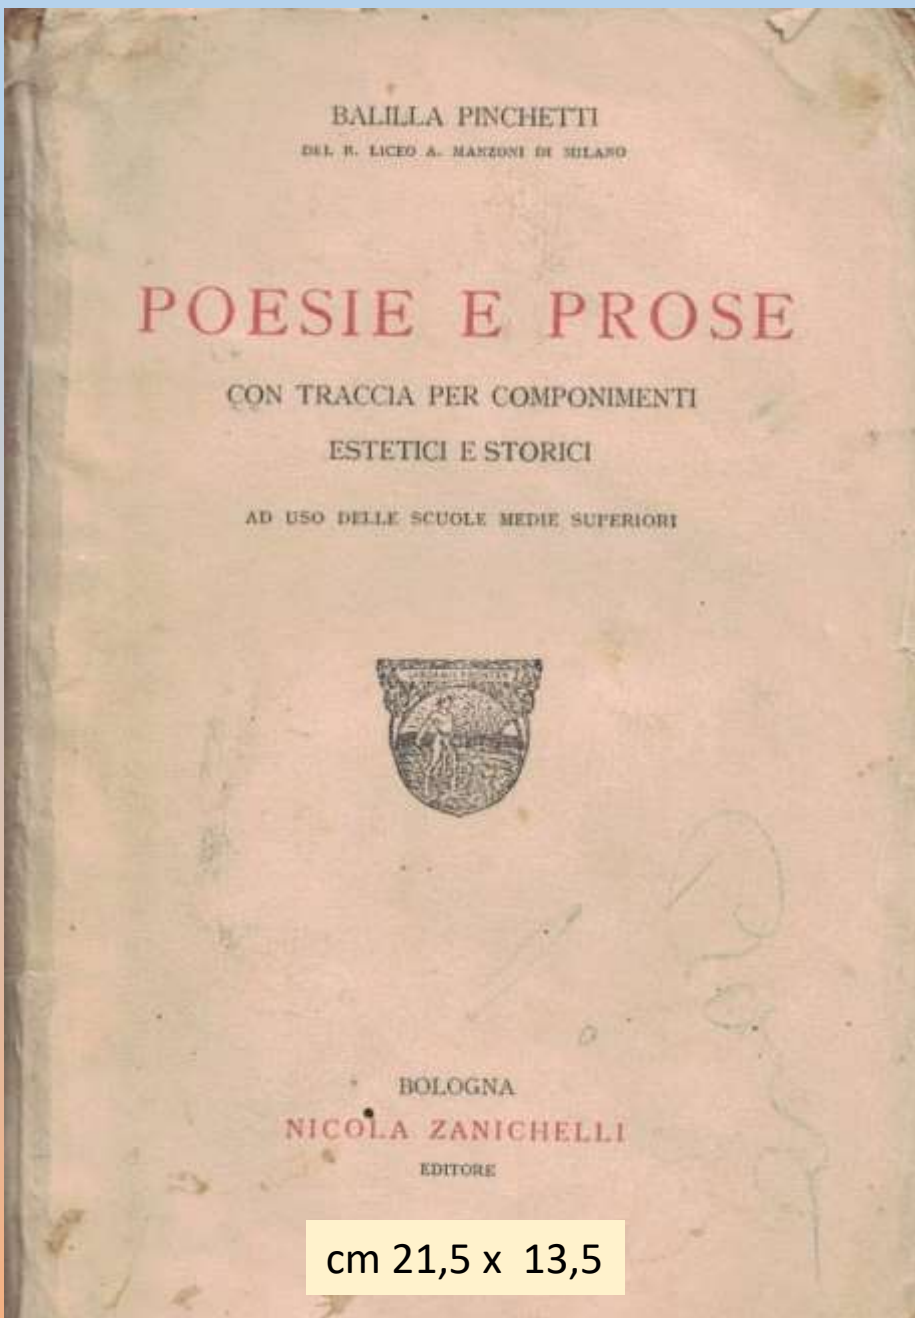 BALILLA PINCHETTI
DEL R. LICEO A. MANZONI DI MILANO
POESIE E PROSE
CON TRACCIA PER COMPONIMENTI
ESTETICI E STORICI
AD USO DELLE SCUOLE MEDIE SUPERIORI
BOLOGNA
NICOLA ZANICHELLI
EDITORE
cm 21,5 x 13,5